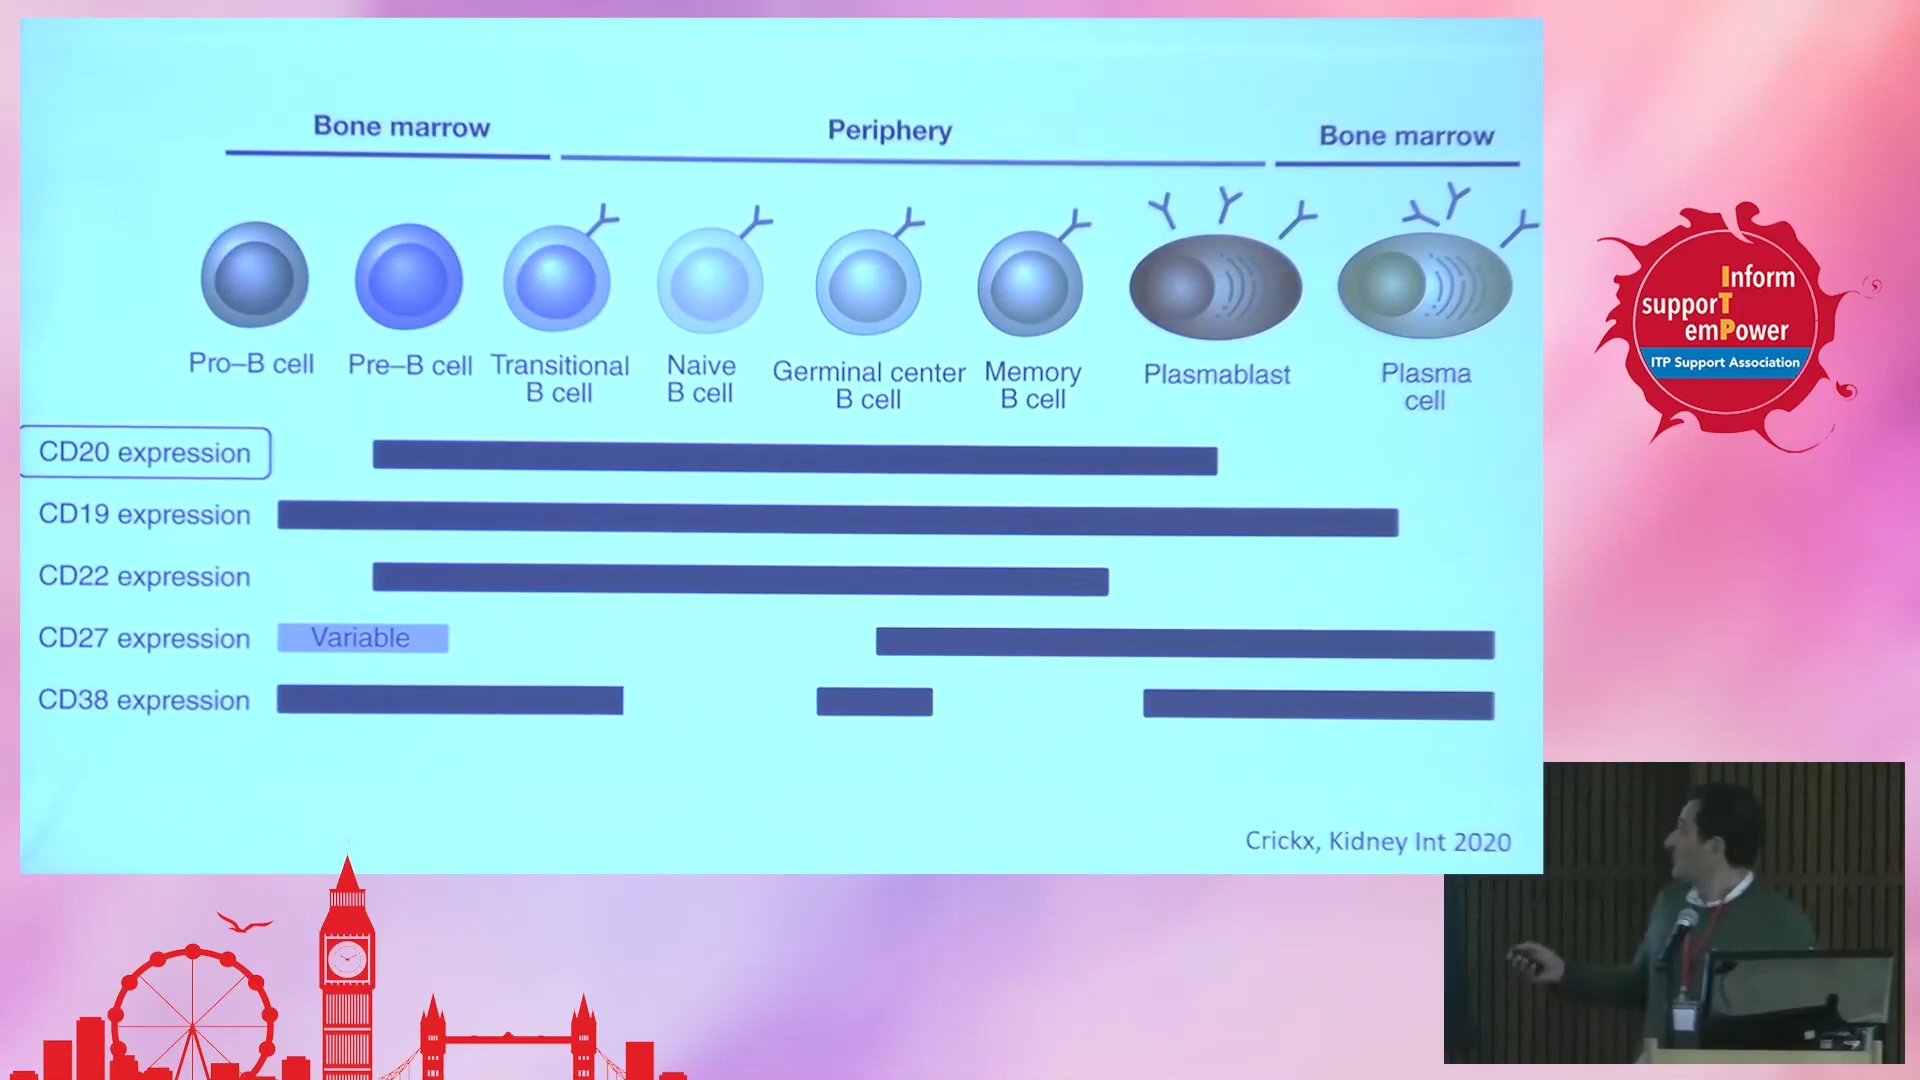 Bone marrow
Periphery
Bone marrow
Pro–B cell
Pre–B cell
Transitional
B cell
Naive
B cell
Germinal center
B cell
Memory
B cell
Plasmablast
Plasma
cell
CD20 expression
CD19 expression
CD22 expression
CD27 expression
Variable
CD38 expression
Crickx, Kidney Int 2020
Inform
supporT
emPower
ITP Support Association